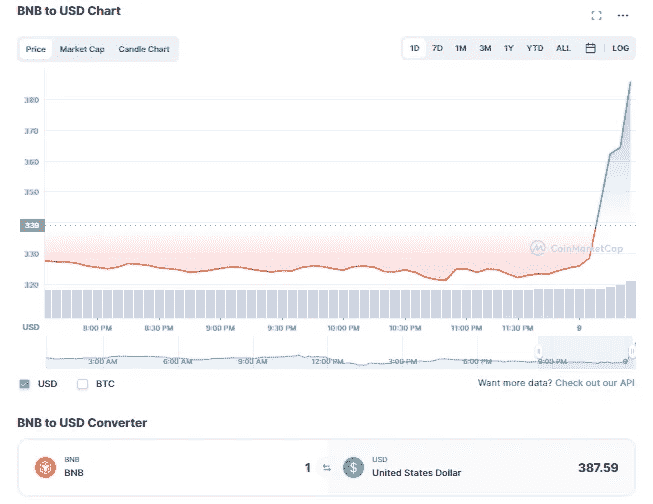 BNB to USD Chart
Price Market Cap Candle Chart 1D 7D 1M 3M 1Y YTD ALL LOG
380
370
360
350
339
CoinMarketCap
330
320
USD 8:00 PM 8:30 PM 9:00 PM 9:30 PM 10:00 PM 10:30 PM 11:00 PM 11:30 PM 9
3:00 AM 6:00 AM 9:00 AM 12:00 PM 3:00 PM 6:00 PM 9:00 PM 9
USD BTC Want more data? Check out our API
BNB to USD Converter
BNB USD
BNB 1 $ United States Dollar 387.59